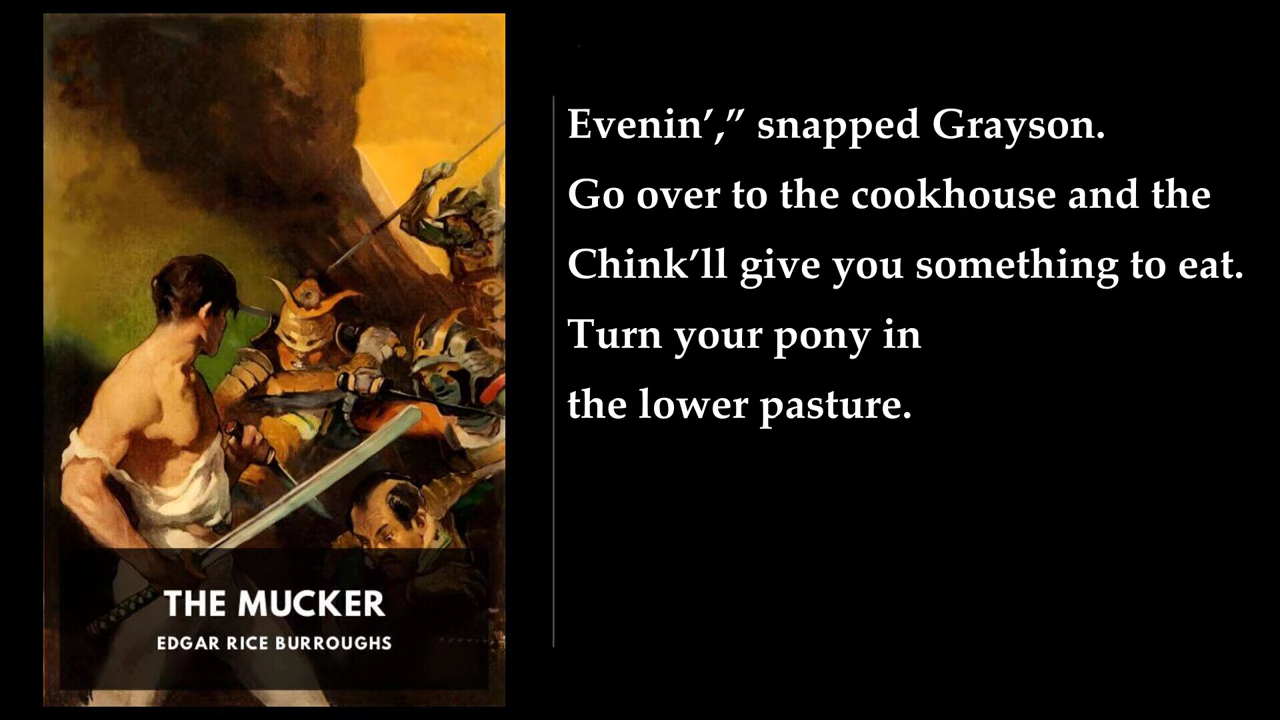 THE MUCKER
EDGAR RICE BURROUGHS
Evenin’,” snapped Grayson.
Go over to the cookhouse and the
Chink’ll give you something to eat.
Turn your pony in
the lower pasture.